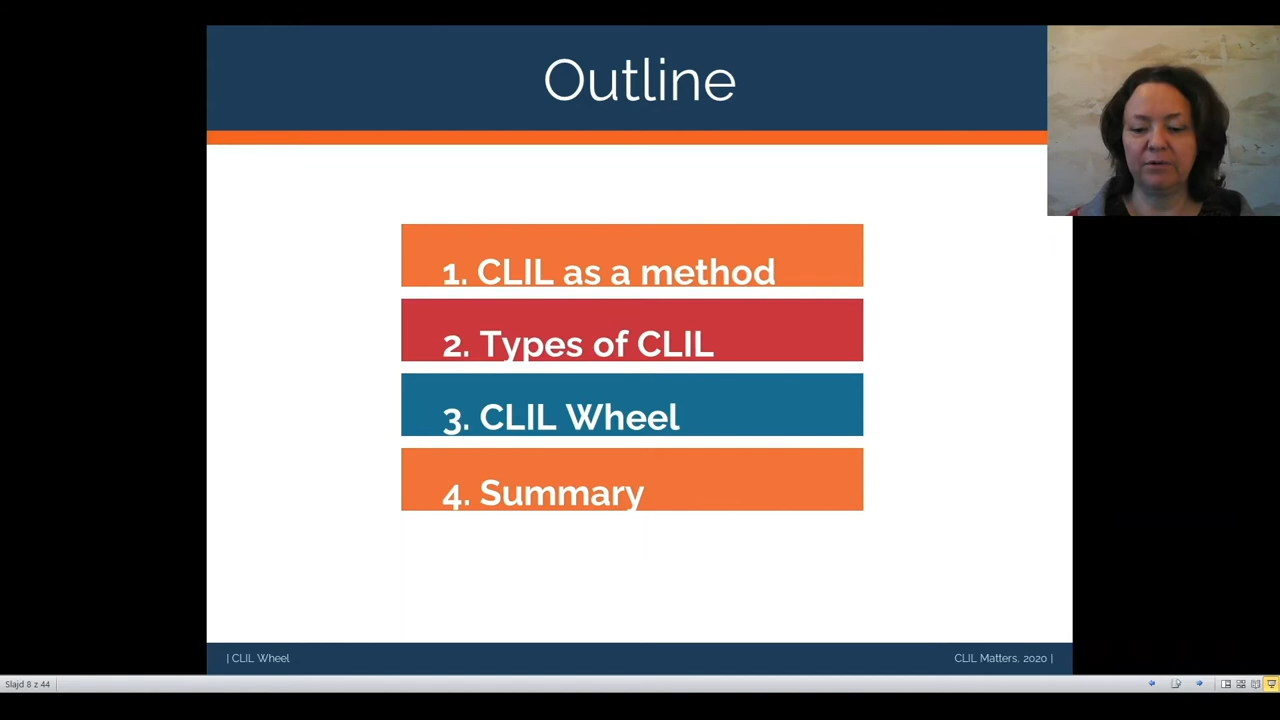 Outline
1. CLIL as a method
2. Types of CLIL
3. CLIL Wheel
4. Summary
| CLIL Wheel
CLIL Matters, 2020 |
Slajd 8 z 44